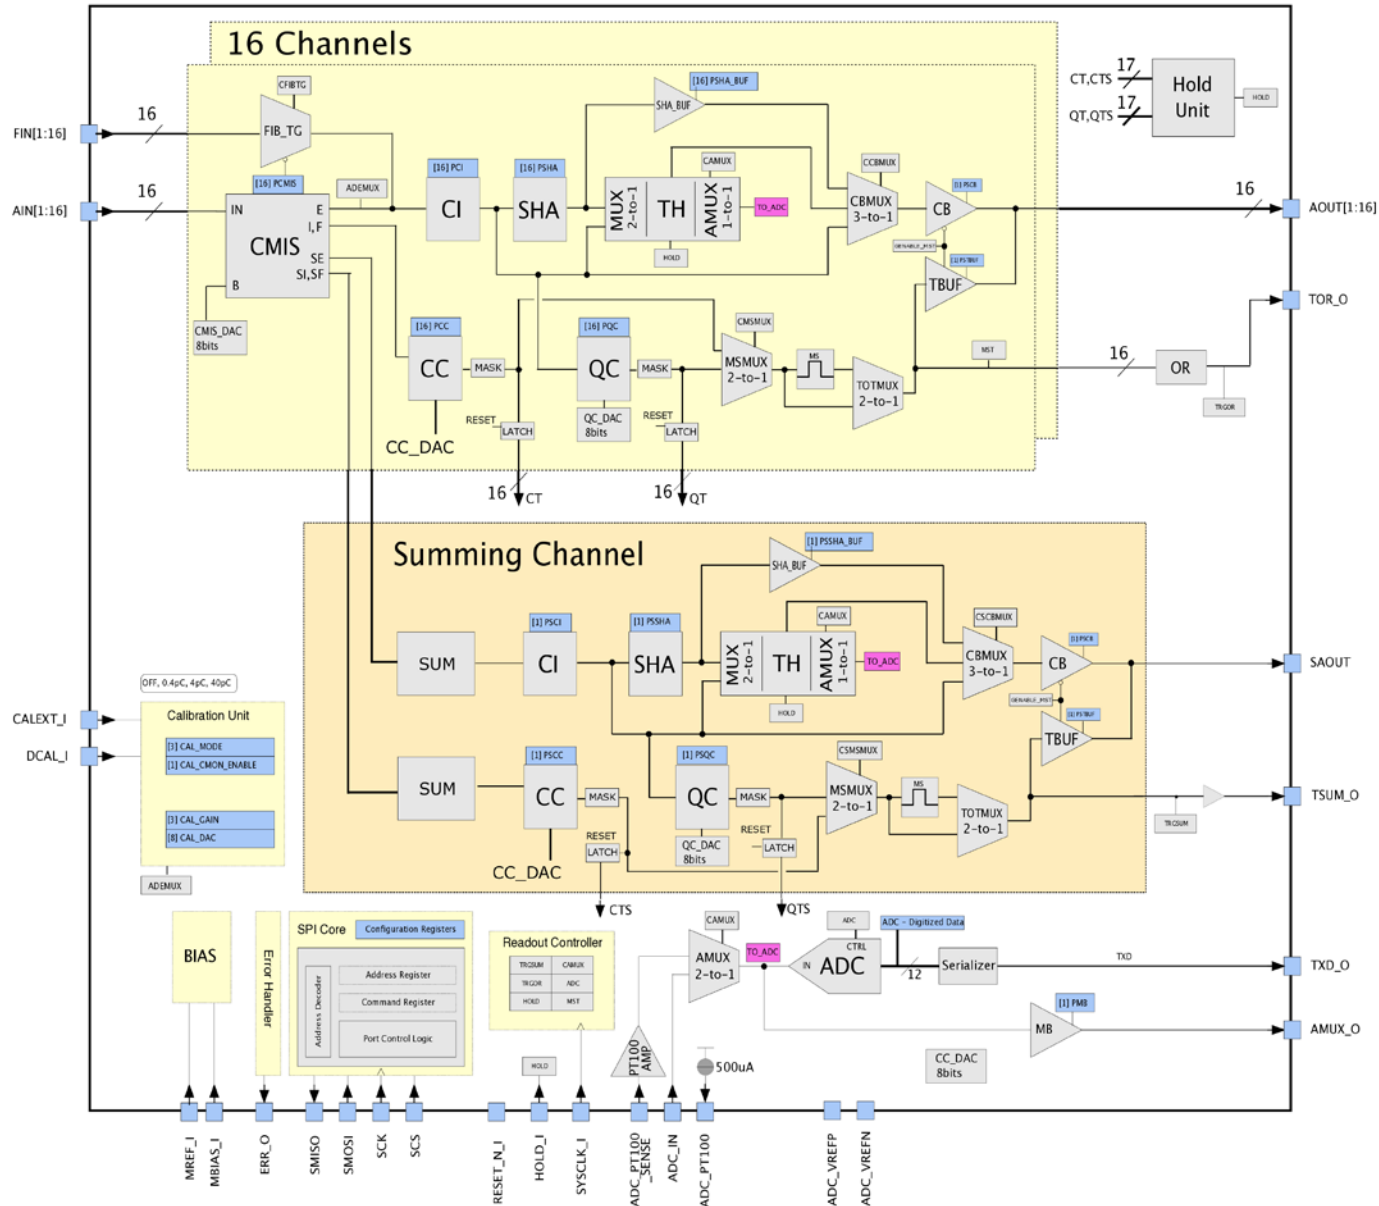 16 Channels
CT,CTS
17
QT,QTS
17
Hold
Unit
HOLD
FIN[1:16]
16
CFIBTG
FIB_TG
[16] PSHA_BUF
SHA_BUF
AIN[1:16]
16
[16] PCMIS
IN
E
I,F
SE
SI,SF
B
CMIS
ADEMUX
[16] PCI
CI
[16] PSHA
SHA
MUX
2-to-1
TH
AMUX
1-to-1
CAMUX
HOLD
TO_ADC
CCBMUX
CBMUX
3-to-1
[1] PSCB
CB
OENABLE_MST
[1] PSTBUF
TBUF
16
AOUT[1:16]
TOR_O
CMIS_DAC
8bits
[16] PCC
CC
MASK
CC_DAC
RESET
LATCH
16
CT
[16] PQC
QC
QC_DAC
8bits
MASK
RESET
LATCH
16
QT
CMSMUX
MSMUX
2-to-1
MS
TOTMUX
2-to-1
MST
16
OR
TRGOR
Summing Channel
[1] PSSHA_BUF
SHA_BUF
SUM
[1] PSCI
CI
[1] PSSHA
SHA
MUX
2-to-1
TH
AMUX
1-to-1
CAMUX
HOLD
TO_ADC
CSCBMUX
CBMUX
3-to-1
[1] PSCB
CB
OENABLE_MST
[1] PSTBUF
TBUF
SAOUT
SUM
[1] PSCC
CC
MASK
CC_DAC
RESET
LATCH
CTS
[1] PSQC
QC
QC_DAC
8bits
MASK
RESET
LATCH
QTS
CSMSMUX
MSMUX
2-to-1
MS
TOTMUX
2-to-1
TRGSUM
TSUM_O
OFF, 0.4pC, 4pC, 40pC
CALEXT_I
DCAL_I
Calibration Unit
[3] CAL_MODE
[1] CAL_CMON_ENABLE
[3] CAL_GAIN
[8] CAL_DAC
ADEMUX
BIAS
Error Handler
SPI Core
Configuration Registers
Address Decoder
Address Register
Command Register
Port Control Logic
Readout Controller
TRGSUM
CAMUX
TRGOR
ADC
HOLD
MST
HOLD
PT100
AMP
500uA
CAMUX
AMUX
2-to-1
TO_ADC
ADC
CTRL
IN
ADC
ADC - Digitized Data
12
Serializer
TXD
TXD_O
[1] PMB
MB
AMUX_O
CC_DAC
8bits
MREF_I
MBIAS_I
ERR_O
SMISO
SMOSI
SCK
SCS
RESET_N_I
HOLD_I
SYSCLK_I
ADC_PT100
_SENSE
ADC_IN
ADC_PT100
ADC_VREFP
ADC_VREFN